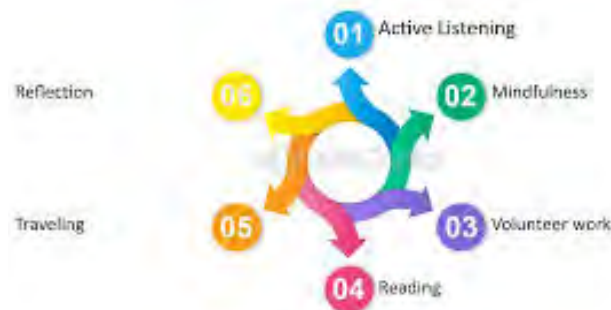 01 Active Listening
02 Mindfulness
03 Volunteer work
04 Reading
05 Traveling
06 Reflection